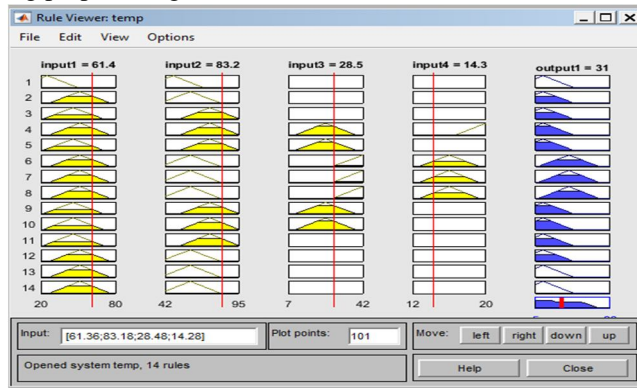 Rule Viewer: temp
File Edit View Options
input1 = 61.4 input2 = 83.2 input3 = 28.5 input4 = 14.3 output1 = 31
1
2
3
4
5
6
7
8
9
10
11
12
13
14
20 80 42 95 7 42 12 20
Input: [61.36;83.18;28.48;14.28] Plot points: 101 Move: left right down up
Opened system temp, 14 rules Help Close